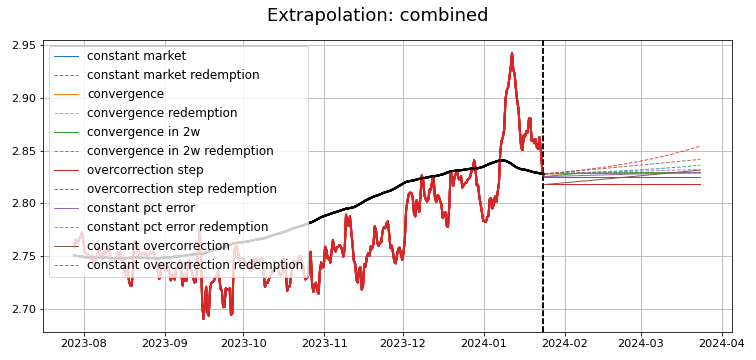 Extrapolation: combined
2.95
2.90
2.85
2.80
2.75
2.70
constant market
constant market redemption
convergence
convergence redemption
convergence in 2w
convergence in 2w redemption
overcorrection step
overcorrection step redemption
constant pct error
constant pct error redemption
constant overcorrection
constant overcorrection redemption
2023-08 2023-09 2023-10 2023-11 2023-12 2024-01 2024-02 2024-03 2024-04